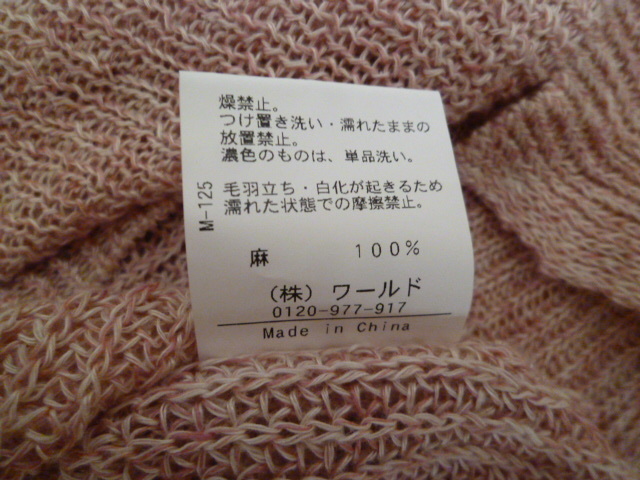 燥禁止。
つけ置き洗い・濡れたままの
放置禁止。
濃色のものは、単品洗い。
毛羽立ち・白化が起きるため
濡れた状態での摩擦禁止。
M-125
麻 100%
（株）ワールド
0120-977-917
Made in China